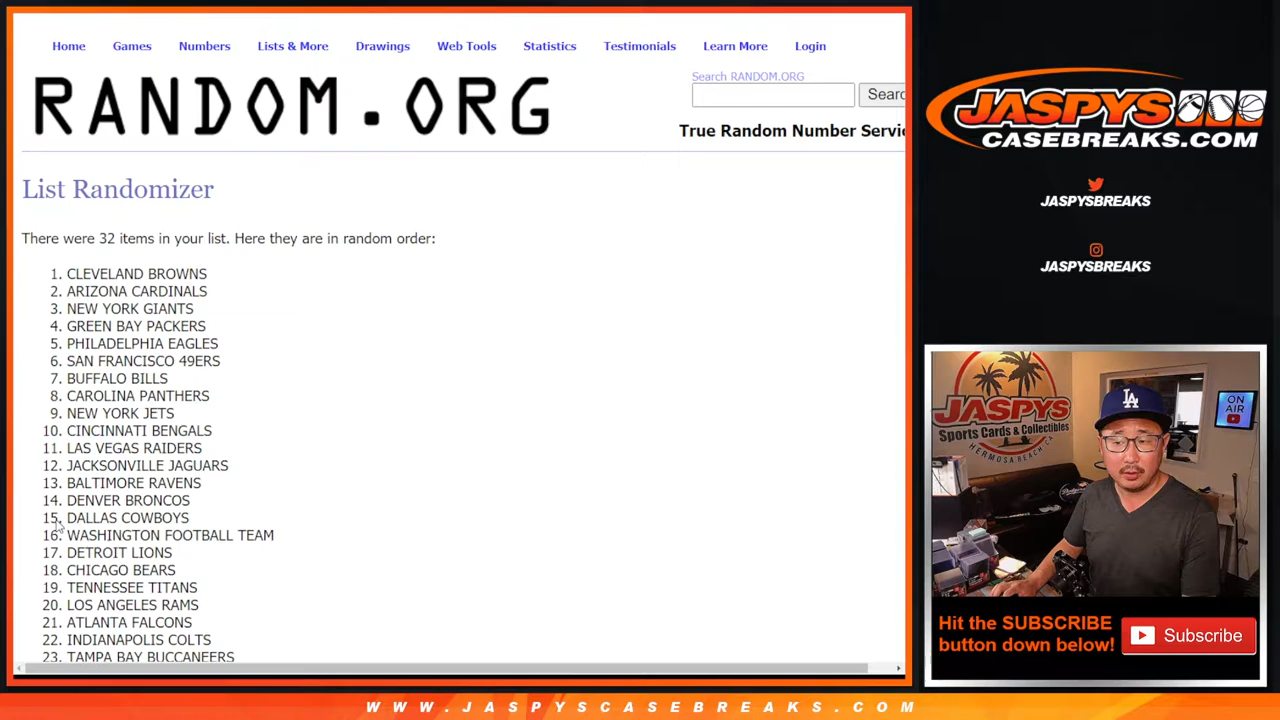 Home Games Numbers Lists & More Drawings Web Tools Statistics Testimonials Learn More Login
Search RANDOM.ORG
RANDOM.ORG
Searc
True Random Number Servic
List Randomizer
There were 32 items in your list. Here they are in random order:
1. CLEVELAND BROWNS
2. ARIZONA CARDINALS
3. NEW YORK GIANTS
4. GREEN BAY PACKERS
5. PHILADELPHIA EAGLES
6. SAN FRANCISCO 49ERS
7. BUFFALO BILLS
8. CAROLINA PANTHERS
9. NEW YORK JETS
10. CINCINNATI BENGALS
11. LAS VEGAS RAIDERS
12. JACKSONVILLE JAGUARS
13. BALTIMORE RAVENS
14. DENVER BRONCOS
15. DALLAS COWBOYS
16. WASHINGTON FOOTBALL TEAM
17. DETROIT LIONS
18. CHICAGO BEARS
19. TENNESSEE TITANS
20. LOS ANGELES RAMS
21. ATLANTA FALCONS
22. INDIANAPOLIS COLTS
23. TAMPA BAY BUCCANEERS
JASPYS
CASEBREAKS.COM
JASPYSBREAKS
JASPYSBREAKS
JASPYS
Sports Cards & Collectibles
HERMOSA BEACH, CA
LA
ON
AIR
Dodgers
Hit the SUBSCRIBE
button down below!
Subscribe
WWW.JASPYSCASEBREAKS.COM